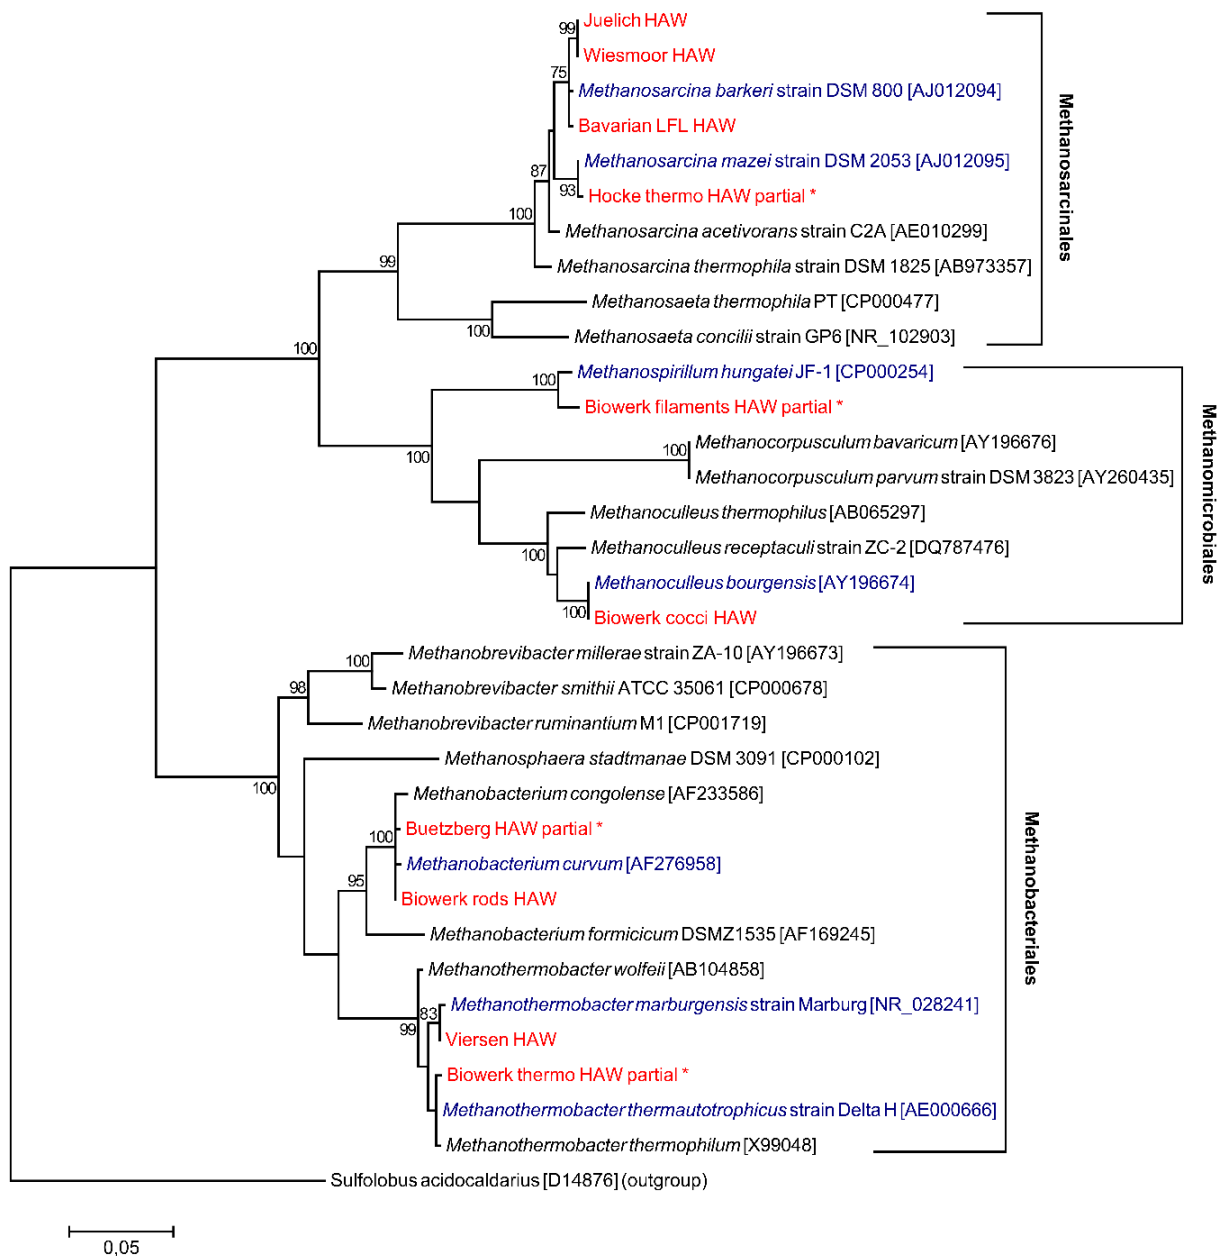 Juelich HAW
99
Wiesmoor HAW
75
Methanosarcina barkeri strain DSM 800 [AJ012094]
Bavarian LFL HAW
Methanosarcina mazei strain DSM 2053 [AJ012095]
87
93
Hocke thermo HAW partial *
100
Methanosarcina acetivorans strain C2A [AE010299]
99
Methanosarcina thermophila strain DSM 1825 [AB973357]
Methanosaeta thermophila PT [CP000477]
100
Methanosaeta concilii strain GP6 [NR_102903]
Methanosarcinales
100
Methanospirillum hungatei JF-1 [CP000254]
100
Biowerk filaments HAW partial *
100
Methanocorpusculum bavaricum [AY196676]
100
Methanocorpusculum parvum strain DSM 3823 [AY260435]
Methanoculleus thermophilus [AB065297]
100
Methanoculleus receptaculi strain ZC-2 [DQ787476]
Methanoculleus bourgensis [AY196674]
100
Biowerk cocci HAW
Methanomicrobiales
Methanobrevibacter millerae strain ZA-10 [AY196673]
100
Methanobrevibacter smithii ATCC 35061 [CP000678]
98
Methanobrevibacter ruminantium M1 [CP001719]
Methanosphaera stadtmanae DSM 3091 [CP000102]
100
Methanobacterium congolense [AF233586]
Buetzberg HAW partial *
100
Methanobacterium curvum [AF276958]
95
Biowerk rods HAW
Methanobacterium formicicum DSMZ1535 [AF169245]
Methanothermobacter wolfeii [AB104858]
Methanothermobacter marburgensis strain Marburg [NR_028241]
83
99
Viersen HAW
Biowerk thermo HAW partial *
Methanothermobacter thermautotrophicus strain Delta H [AE000666]
Methanothermobacter thermophilum [X99048]
Methanobacteriales
Sulfolobus acidocaldarius [D14876] (outgroup)
0,05